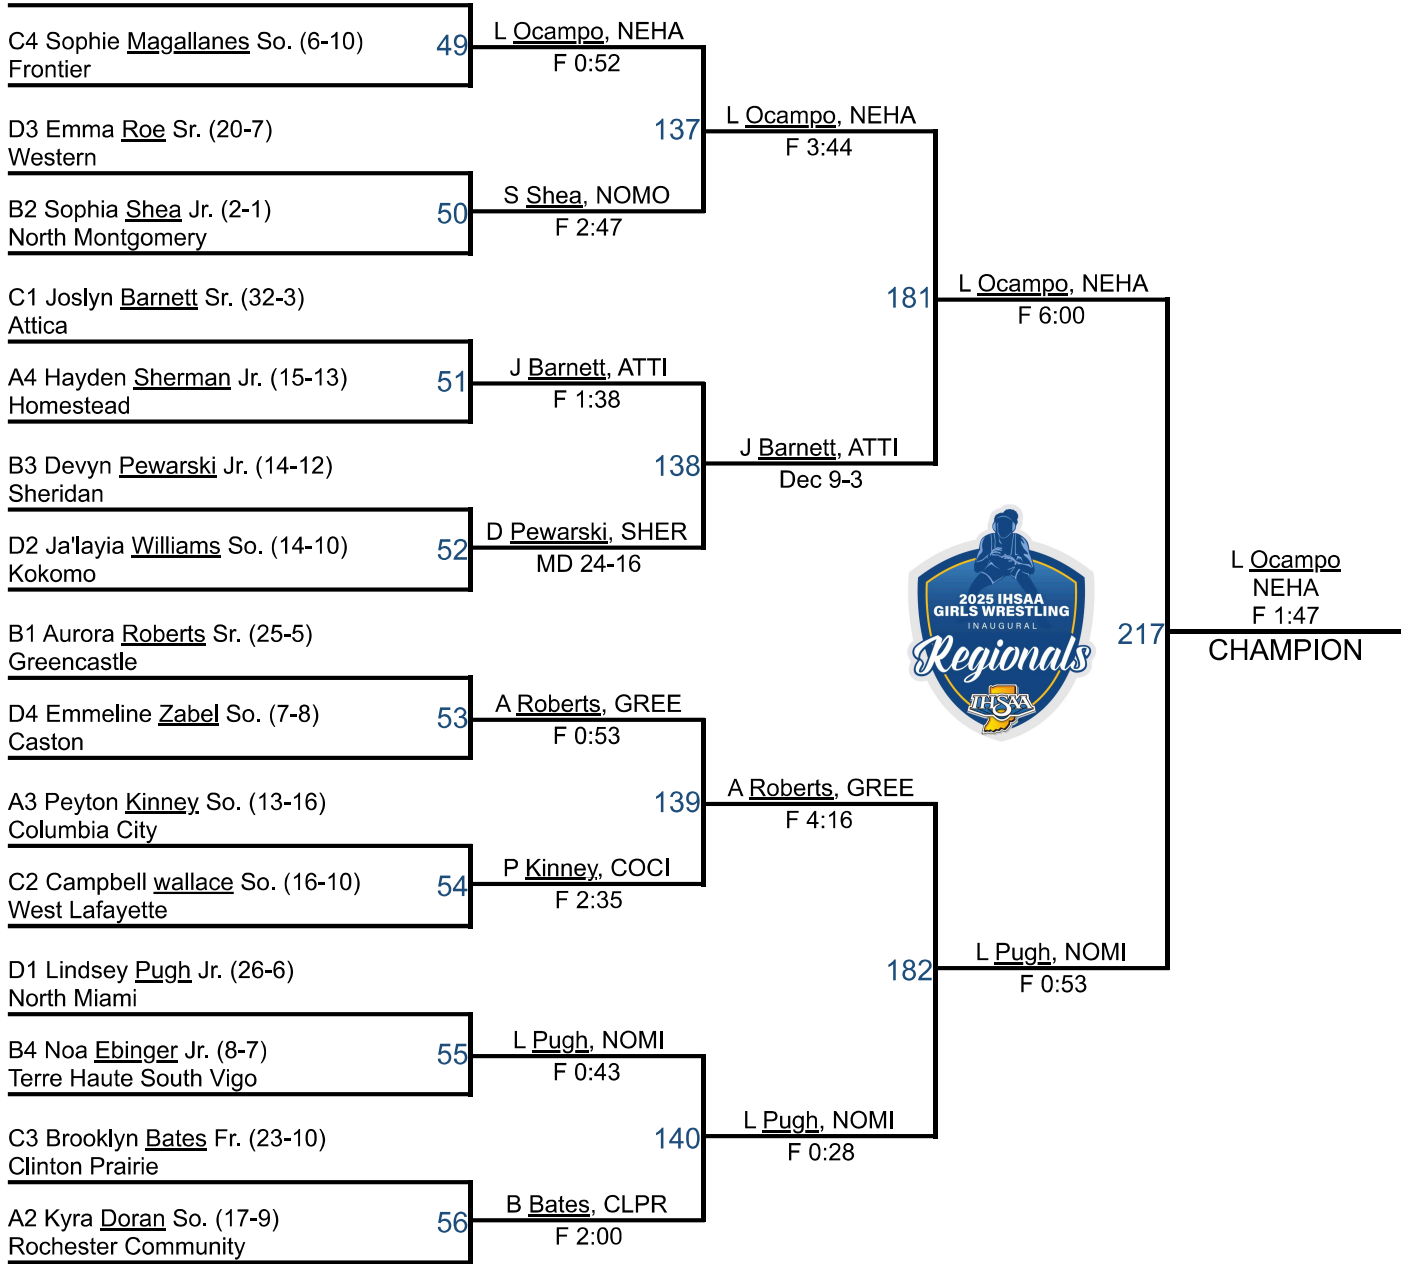 C4 Sophie Magallanes So. (6-10)
Frontier
49
L Ocampo, NEHA
F 0:52
D3 Emma Roe Sr. (20-7)
Western
137
L Ocampo, NEHA
F 3:44
B2 Sophia Shea Jr. (2-1)
North Montgomery
50
S Shea, NOMO
F 2:47
C1 Joslyn Barnett Sr. (32-3)
Attica
181
L Ocampo, NEHA
F 6:00
A4 Hayden Sherman Jr. (15-13)
Homestead
51
J Barnett, ATTI
F 1:38
B3 Devyn Pewarski Jr. (14-12)
Sheridan
138
J Barnett, ATTI
Dec 9-3
D2 Ja'layia Williams So. (14-10)
Kokomo
52
D Pewarski, SHER
MD 24-16
2025 IHSAA
GIRLS WRESTLING
INAUGURAL
Regionals
IHSAA
217
L Ocampo
NEHA
F 1:47
CHAMPION
B1 Aurora Roberts Sr. (25-5)
Greencastle
D4 Emmeline Zabel So. (7-8)
Caston
53
A Roberts, GREE
F 0:53
A3 Peyton Kinney So. (13-16)
Columbia City
139
A Roberts, GREE
F 4:16
C2 Campbell wallace So. (16-10)
West Lafayette
54
P Kinney, COCI
F 2:35
D1 Lindsey Pugh Jr. (26-6)
North Miami
182
L Pugh, NOMI
F 0:53
B4 Noa Ebinger Jr. (8-7)
Terre Haute South Vigo
55
L Pugh, NOMI
F 0:43
C3 Brooklyn Bates Fr. (23-10)
Clinton Prairie
140
L Pugh, NOMI
F 0:28
A2 Kyra Doran So. (17-9)
Rochester Community
56
B Bates, CLPR
F 2:00